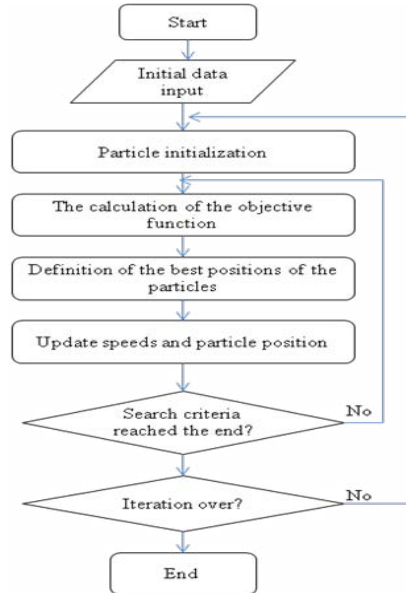 Start
Initial data
input
Particle initialization
The calculation of the objective
function
Definition of the best positions of the
particles
Update speeds and particle position
Search criteria
reached the end?
No
Iteration over?
No
End